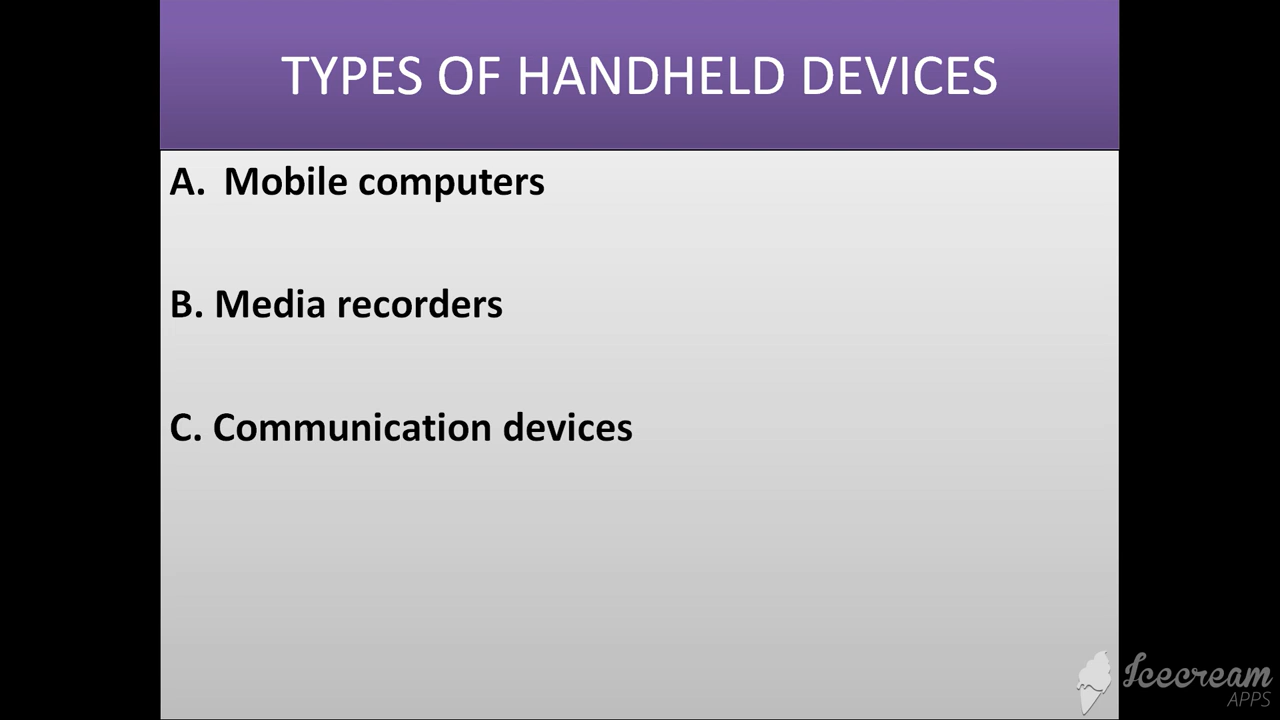 TYPES OF HANDHELD DEVICES
A. Mobile computers
B. Media recorders
C. Communication devices
Icecream
APPS